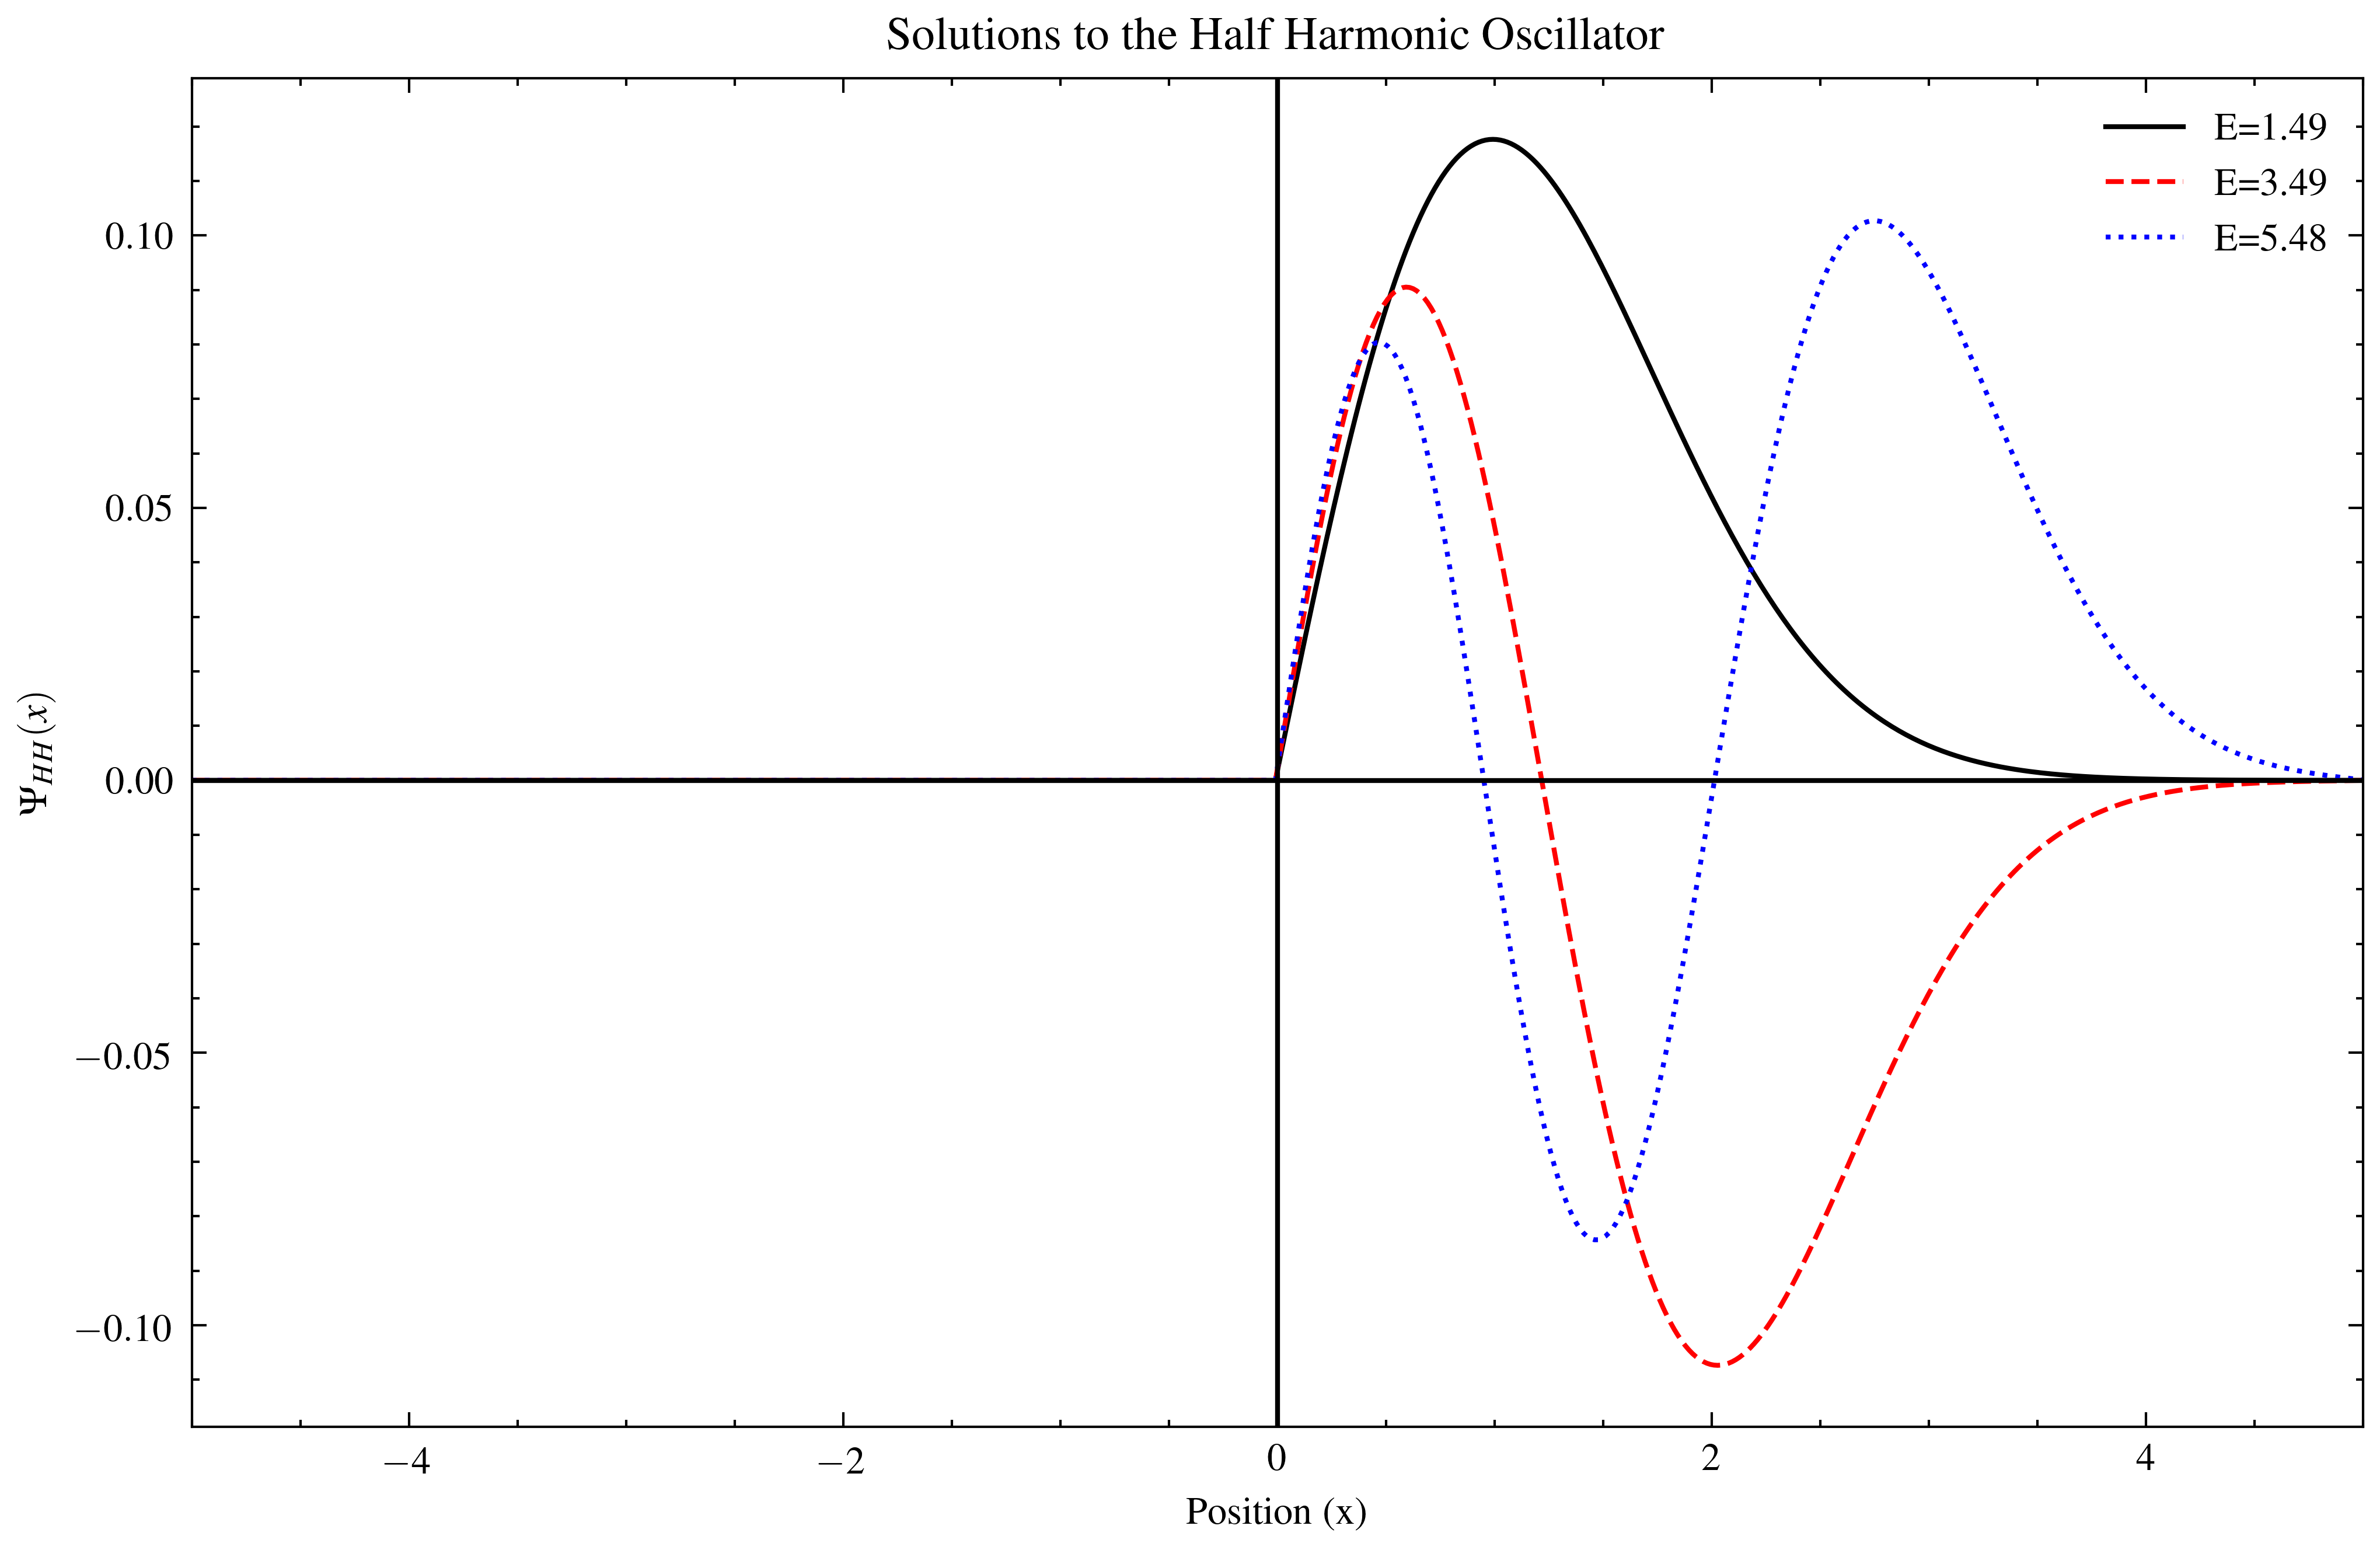 Solutions to the Half Harmonic Oscillator
E=1.49
E=3.49
E=5.48
0.10
0.05
0.00
−0.05
−0.10
Ψ_HH(x)
−4
−2
0
2
4
Position (x)